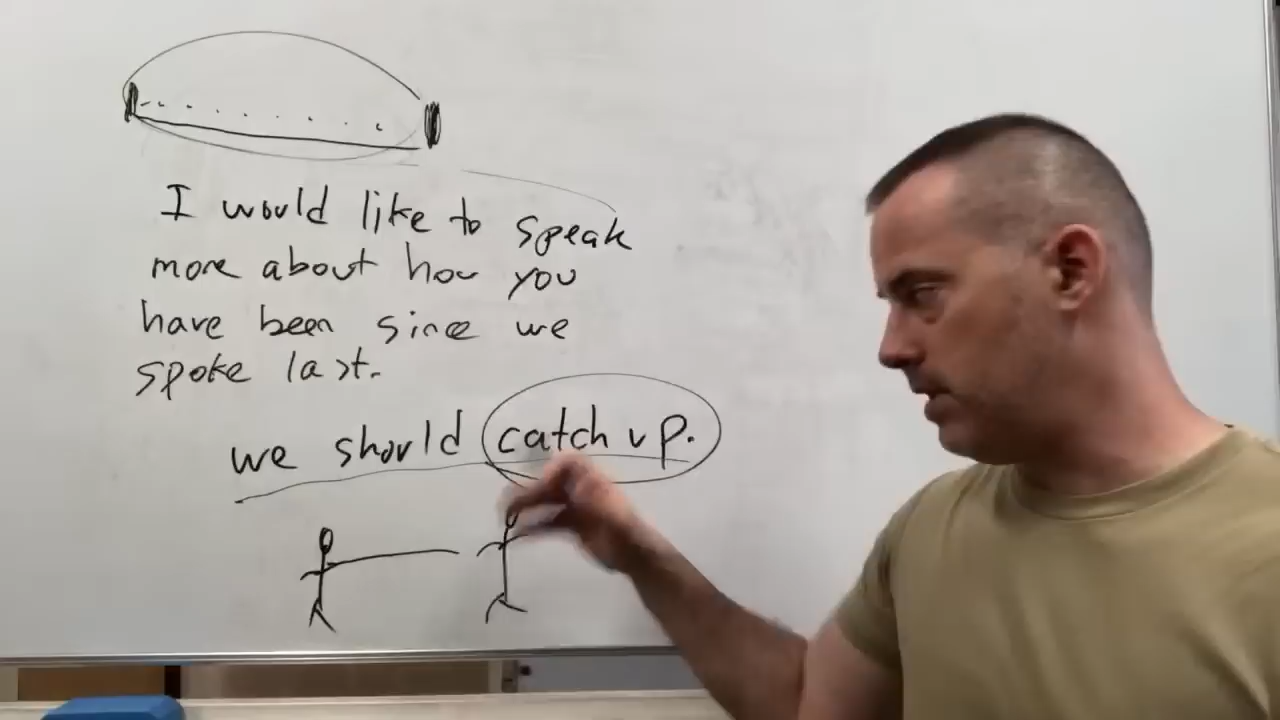 I would like to speak
more about how you
have been since we
spoke last.
we should catch up.